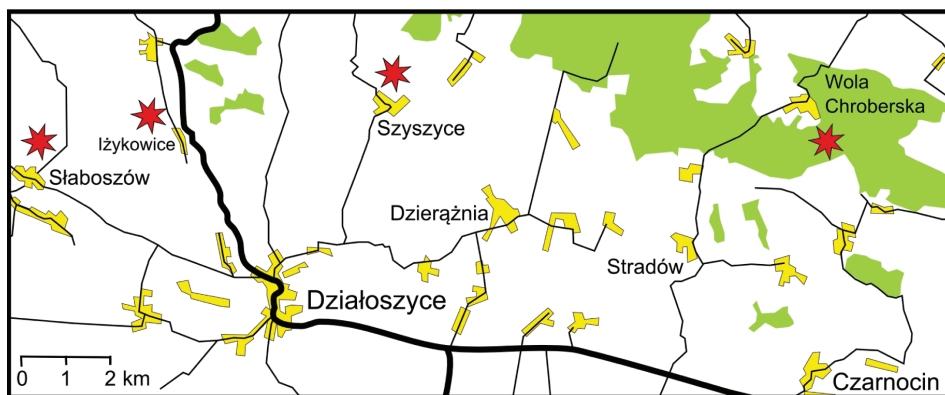 Wola
Chroberska
Szyszyce
Iżykowice
Słaboszów
Dzierążnia
Stradów
Działoszyce
Czarnocin
0 1 2 km